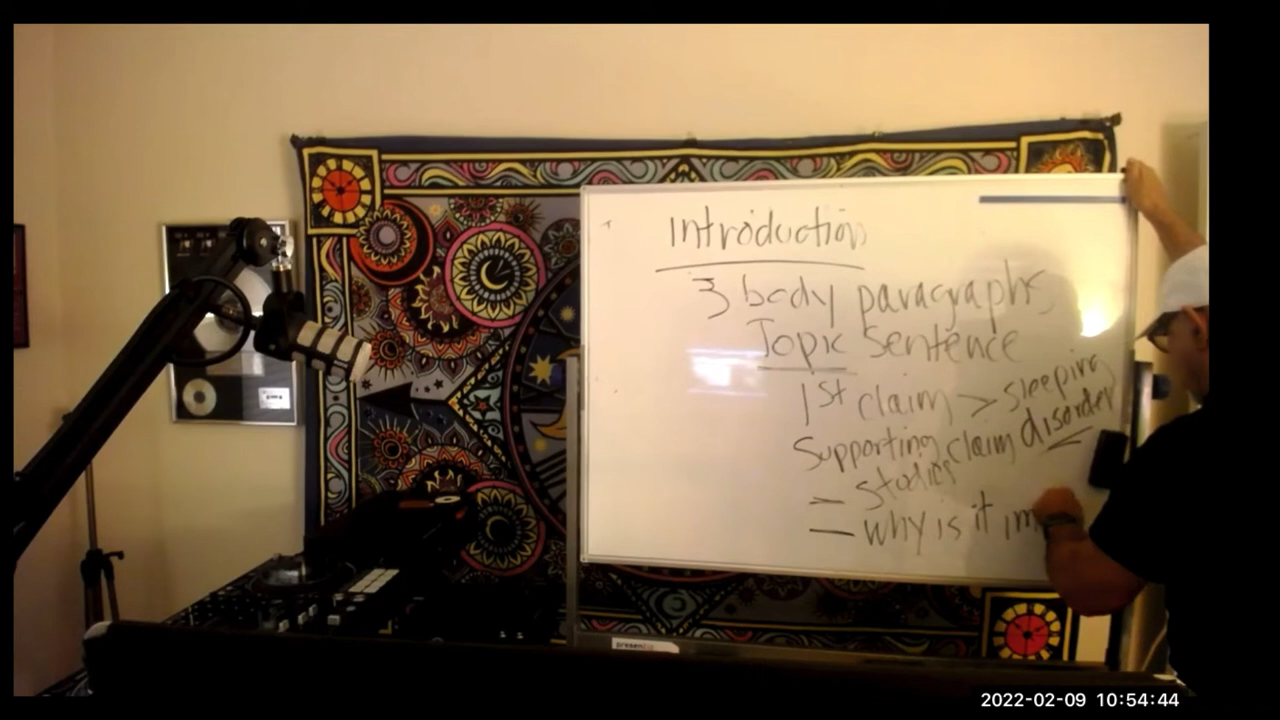 Introduction
3 body paragraphs
Topic Sentence
1st claim > sleeping
disorder
Supporting claim
- studies
- why is it im
2022-02-09 10:54:44